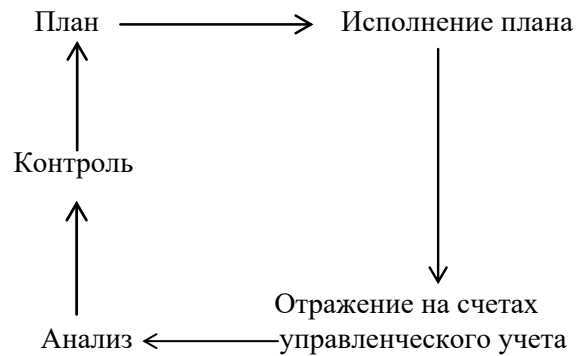 План
Исполнение плана
Контроль
Отражение на счетах
Анализ
управленческого учета